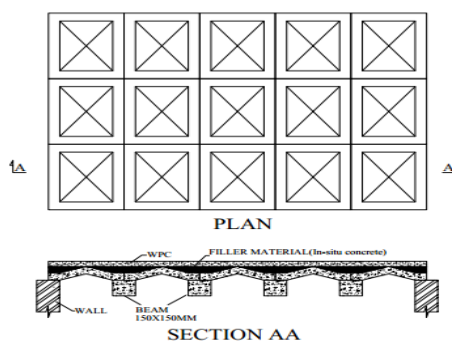 A
A
PLAN
WPC
FILLER MATERIAL(In-situ concrete)
WALL
BEAM
150X150MM
SECTION AA